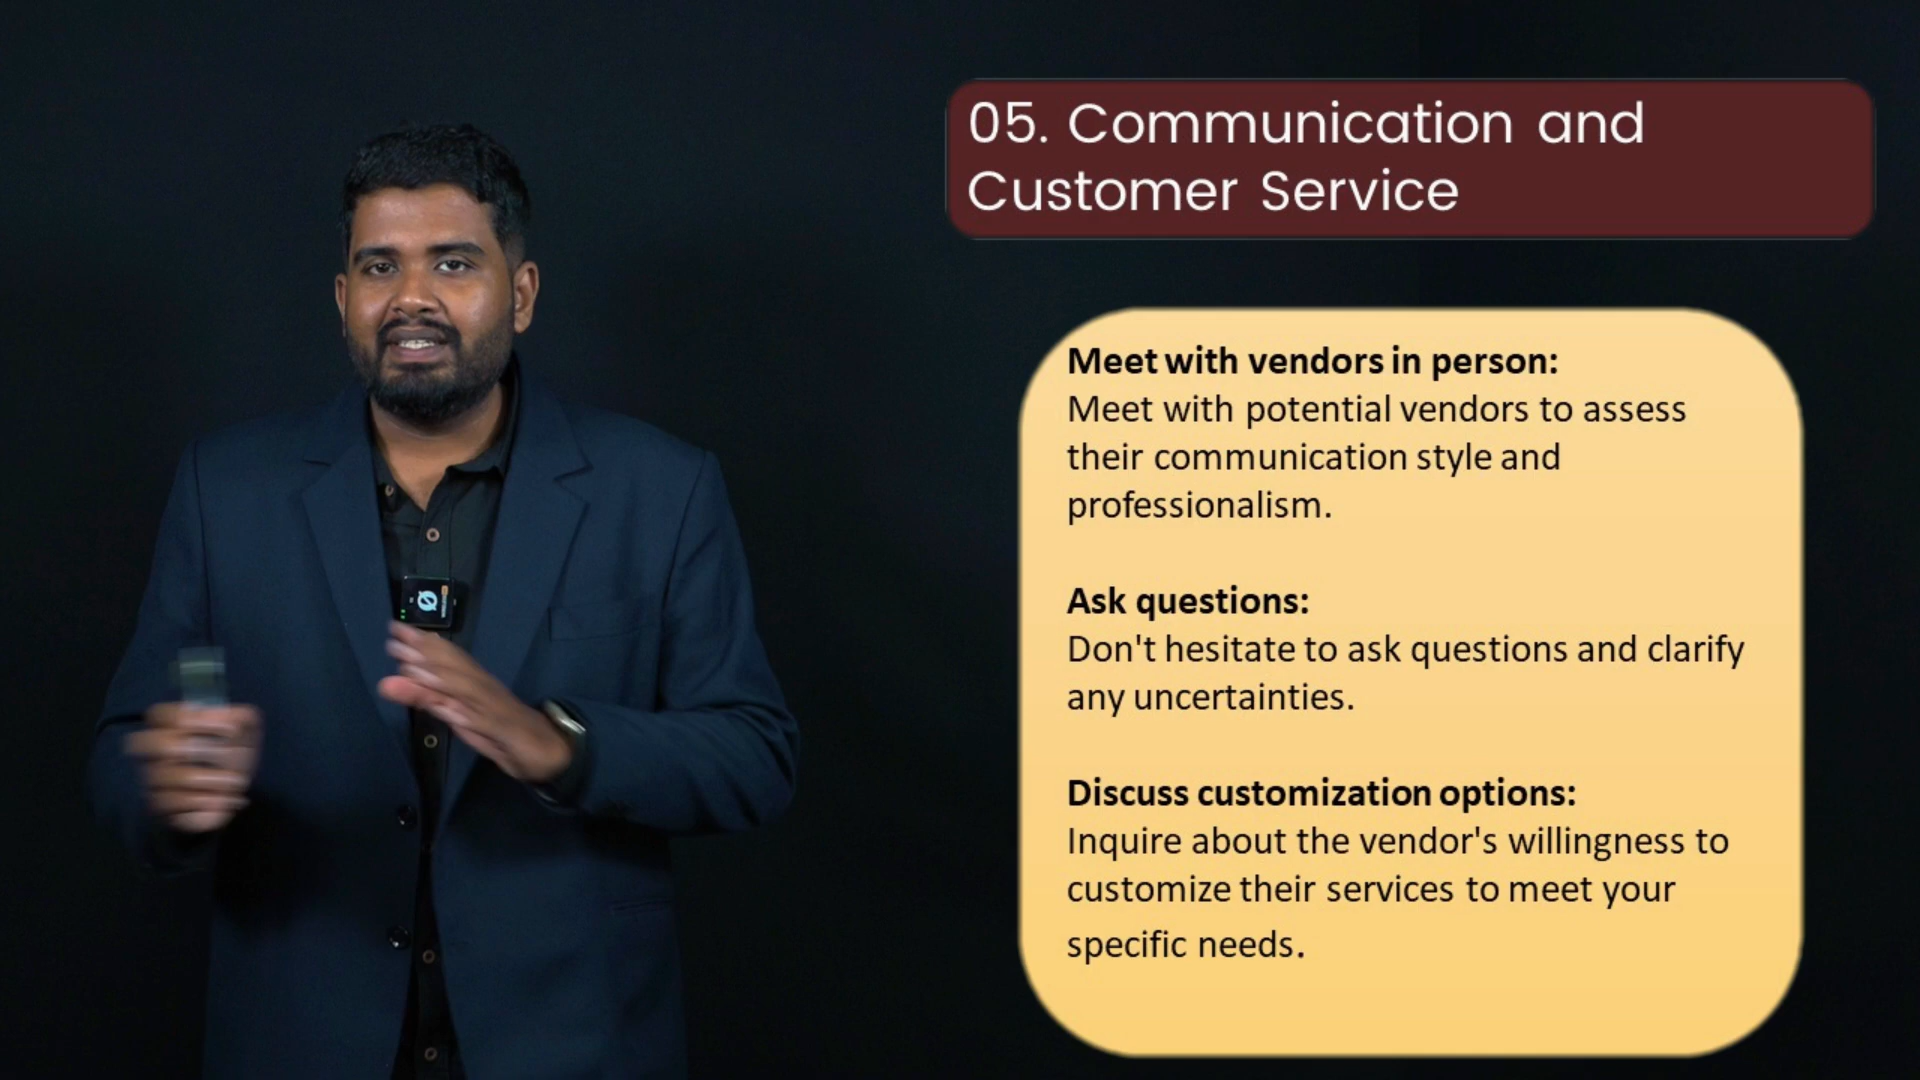 05. Communication and
Customer Service
Meet with vendors in person:
Meet with potential vendors to assess
their communication style and
professionalism.
Ask questions:
Don't hesitate to ask questions and clarify
any uncertainties.
Discuss customization options:
Inquire about the vendor's willingness to
customize their services to meet your
specific needs.